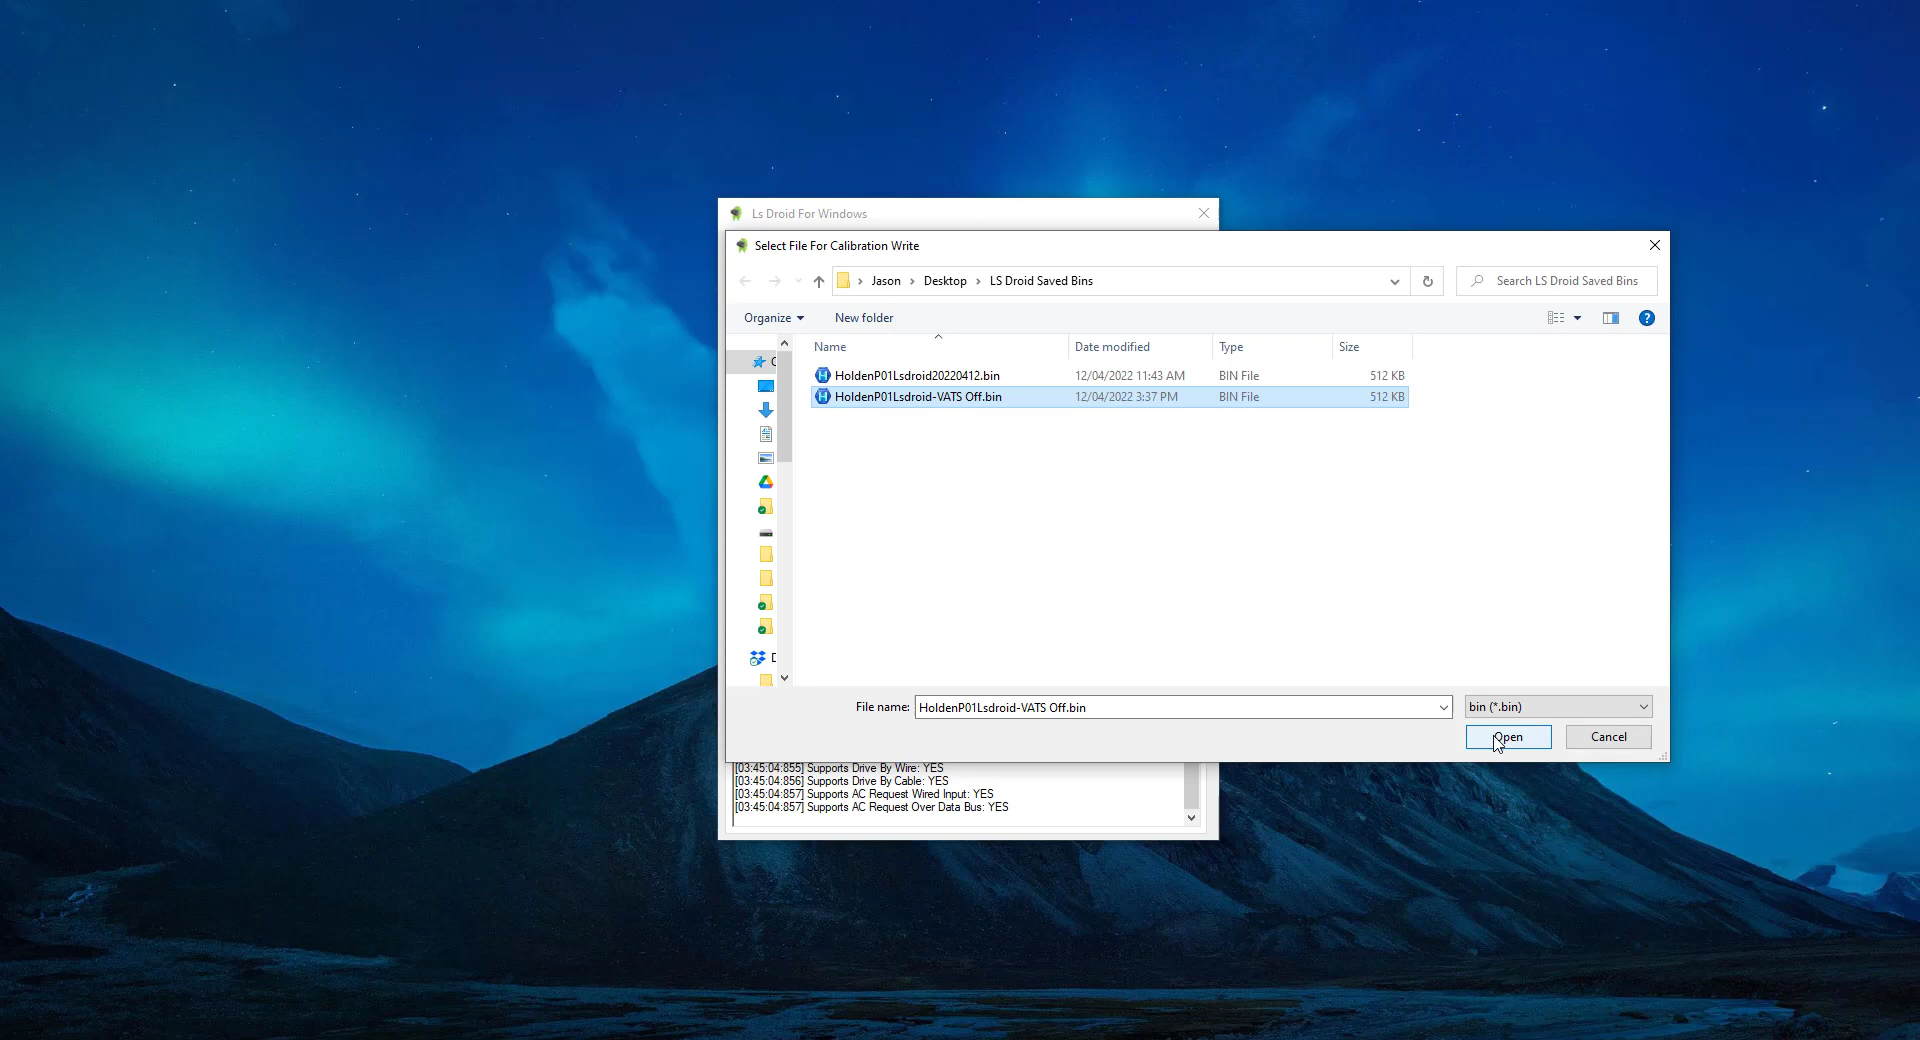 Ls Droid For Windows
Select File For Calibration Write
Jason > Desktop > LS Droid Saved Bins
Search LS Droid Saved Bins
Organize
New folder
Name Date modified Type Size
HoldenP01Lsdroid20220412.bin 12/04/2022 11:43 AM BIN File 512 KB
HoldenP01Lsdroid-VATS Off.bin 12/04/2022 3:37 PM BIN File 512 KB
File name: HoldenP01Lsdroid-VATS Off.bin bin (*.bin)
Open Cancel
[03:45:04:855] Supports Drive By Wire: YES
[03:45:04:856] Supports Drive By Cable: YES
[03:45:04:857] Supports AC Request Wired Input: YES
[03:45:04:857] Supports AC Request Over Data Bus: YES